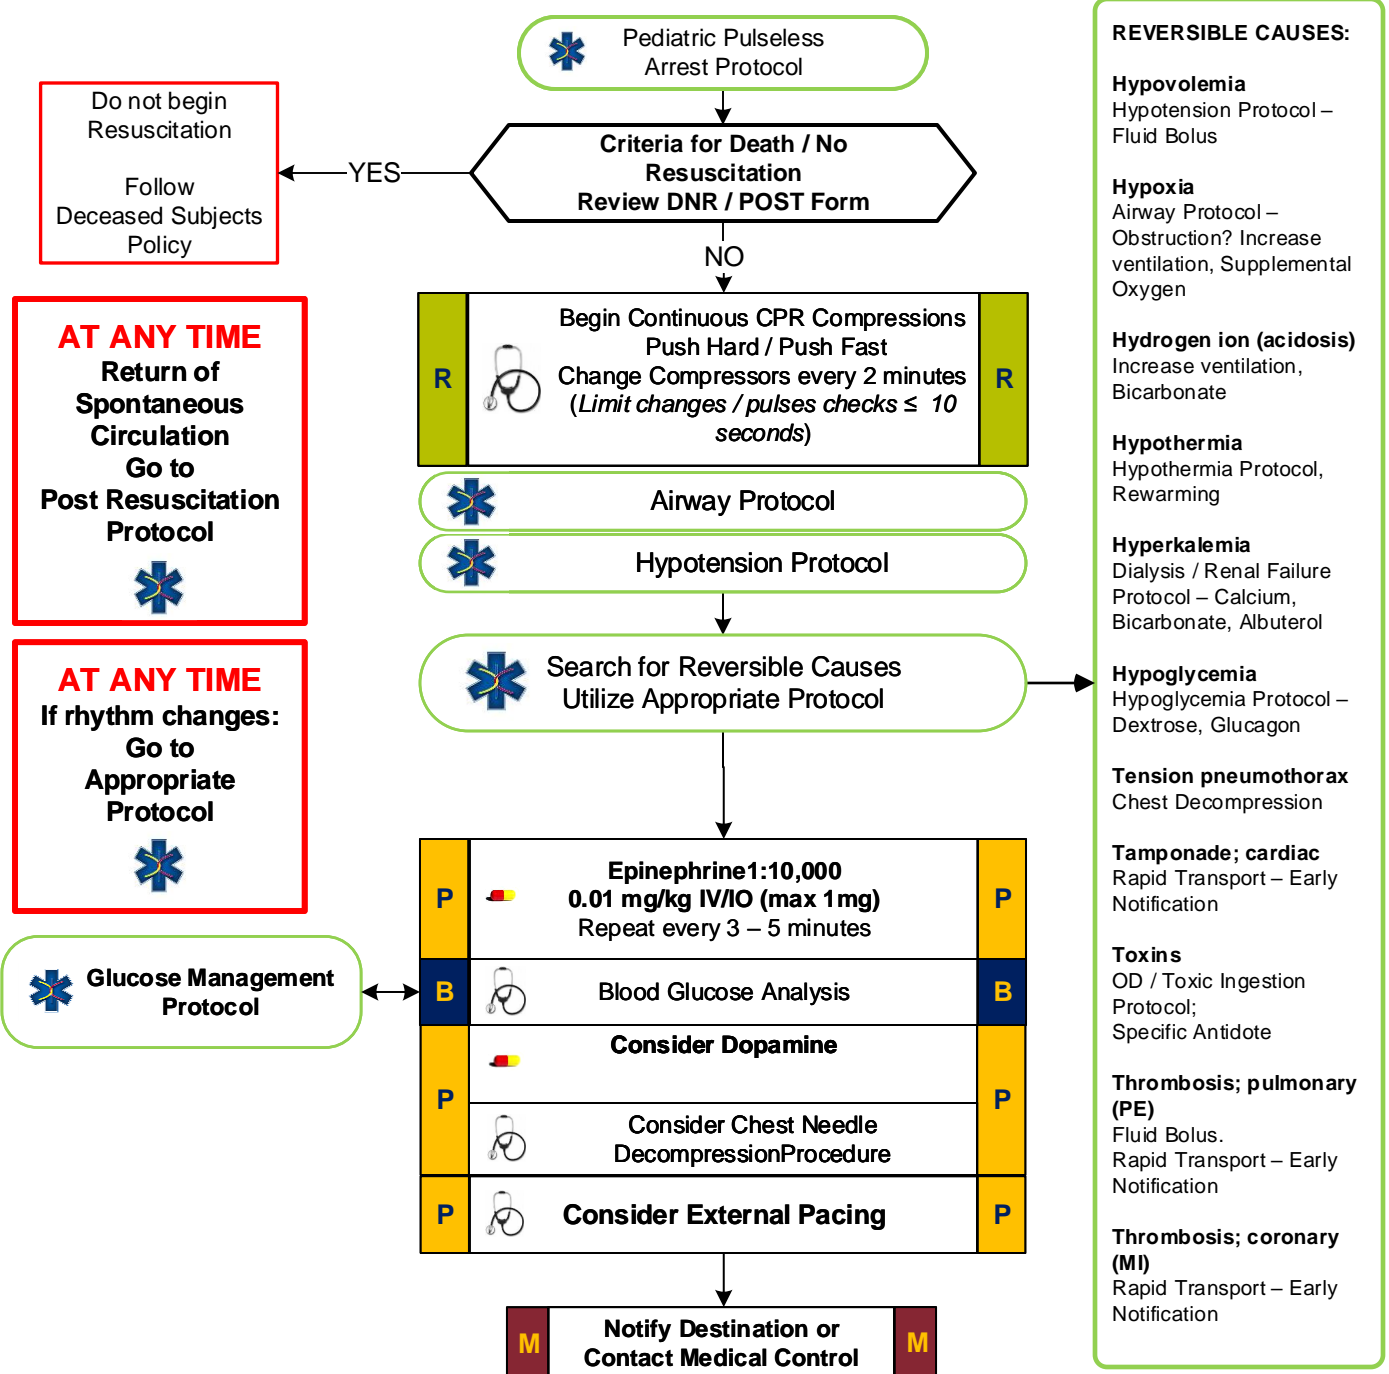 Pediatric Pulseless
Arrest Protocol
Criteria for Death / No
Resuscitation
Review DNR / POST Form
YES
Do not begin
Resuscitation
Follow
Deceased Subjects
Policy
NO
R
Begin Continuous CPR Compressions
Push Hard / Push Fast
Change Compressors every 2 minutes
(Limit changes / pulses checks ≤ 10
seconds)
R
AT ANY TIME
Return of
Spontaneous
Circulation
Go to
Post Resuscitation
Protocol
Airway Protocol
Hypotension Protocol
Search for Reversible Causes
Utilize Appropriate Protocol
AT ANY TIME
If rhythm changes:
Go to
Appropriate
Protocol
P
Epinephrine1:10,000
0.01 mg/kg IV/IO (max 1mg)
Repeat every 3 – 5 minutes
P
Glucose Management
Protocol
B
Blood Glucose Analysis
B
P
Consider Dopamine
Consider Chest Needle
DecompressionProcedure
P
P
Consider External Pacing
P
M
Notify Destination or
Contact Medical Control
M
REVERSIBLE CAUSES:
Hypovolemia
Hypotension Protocol –
Fluid Bolus
Hypoxia
Airway Protocol –
Obstruction? Increase
ventilation, Supplemental
Oxygen
Hydrogen ion (acidosis)
Increase ventilation,
Bicarbonate
Hypothermia
Hypothermia Protocol,
Rewarming
Hyperkalemia
Dialysis / Renal Failure
Protocol – Calcium,
Bicarbonate, Albuterol
Hypoglycemia
Hypoglycemia Protocol –
Dextrose, Glucagon
Tension pneumothorax
Chest Decompression
Tamponade; cardiac
Rapid Transport – Early
Notification
Toxins
OD / Toxic Ingestion
Protocol;
Specific Antidote
Thrombosis; pulmonary
(PE)
Fluid Bolus.
Rapid Transport – Early
Notification
Thrombosis; coronary
(MI)
Rapid Transport – Early
Notification